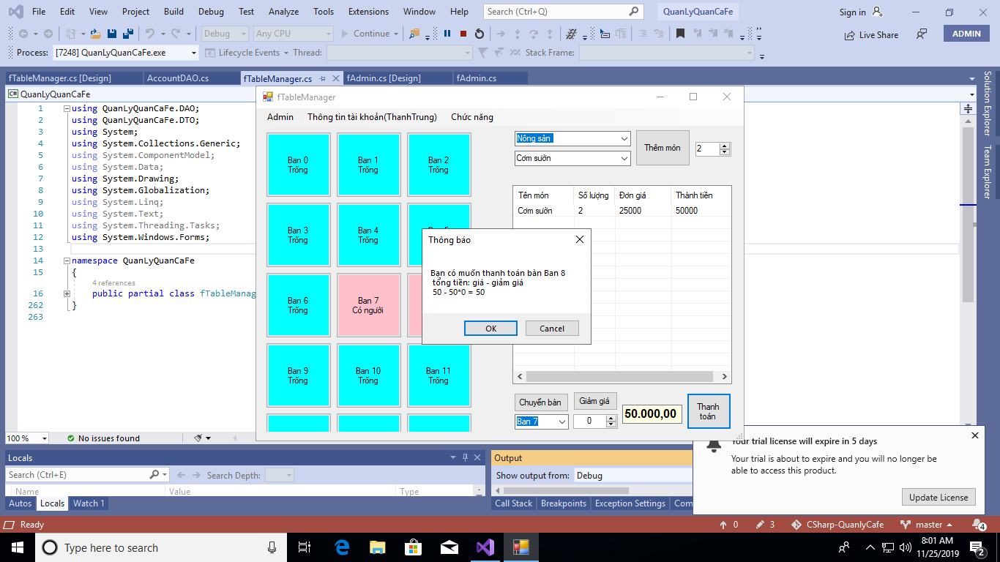 File Edit View Project Build Debug Test Analyze Tools Extensions Window Help Search (Ctrl+Q) QuanLyQuanCaFe Sign in
Debug Any CPU Continue Live Share ADMIN
Process: [7248] QuanLyQuanCaFe.exe Lifecycle Events Thread: Stack Frame:
fTableManager.cs [Design] AccountDAO.cs fTableManager.cs fAdmin.cs [Design] fAdmin.cs
C# QuanLyQuanCaFe
Solution Explorer
Team Explorer
1 using QuanLyQuanCaFe.DAO;
2 using QuanLyQuanCaFe.DTO;
3 using System;
4 using System.Collections.Generic;
5 using System.ComponentModel;
6 using System.Data;
7 using System.Drawing;
8 using System.Globalization;
9 using System.Linq;
10 using System.Text;
11 using System.Threading.Tasks;
12 using System.Windows.Forms;
13
14 namespace QuanLyQuanCaFe
15 {
4 references
16 public partial class fTableManag
262 }
263
fTableManager
Admin Thông tin tài khoản(ThanhTrung) Chức năng
Ban 0
Trống
Ban 1
Trống
Ban 2
Trống
Ban 3
Trống
Ban 4
Trống
Ban 6
Trống
Ban 7
Có người
Ban 9
Trống
Ban 10
Trống
Ban 11
Trống
Nông sản
Cơm sườn
Thêm món
2
Tên món Số lượng Đơn giá Thành tiền
Cơm sườn 2 25000 50000
Thông báo
Bạn có muốn thanh toán bàn Ban 8
tổng tiền: giá - giảm giá
50 - 50*0 = 50
OK Cancel
Chuyển bàn Giảm giá
Ban 7 0
50.000,00
Thanh
toán
100 % No issues found
Locals
Search (Ctrl+E) Search Depth:
Name Value Type
Autos Locals Watch 1
Output
Show output from: Debug
Call Stack Breakpoints Exception Settings Com
Your trial license will expire in 5 days
Your trial is about to expire and you will no longer be
able to access this product.
Update License
Ready 0 3 CSharp-QuanlyCafe master 4
Type here to search
8:01 AM
11/25/2019
2